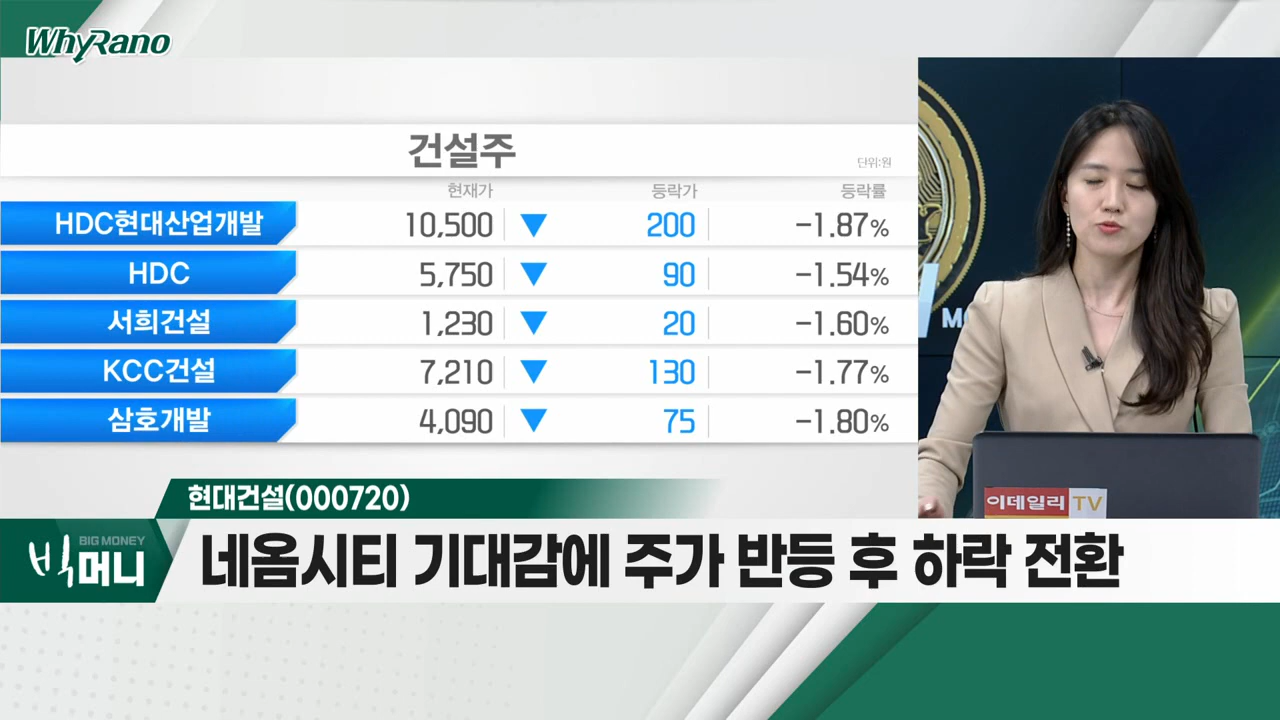 WhyRano
건설주
단위:원
현재가 등락가 등락률
HDC현대산업개발 10,500 ▼ 200 -1.87%
HDC 5,750 ▼ 90 -1.54%
서희건설 1,230 ▼ 20 -1.60%
KCC건설 7,210 ▼ 130 -1.77%
삼호개발 4,090 ▼ 75 -1.80%
이데일리 TV
현대건설(000720)
BIG MONEY
빅머니
네옴시티 기대감에 주가 반등 후 하락 전환